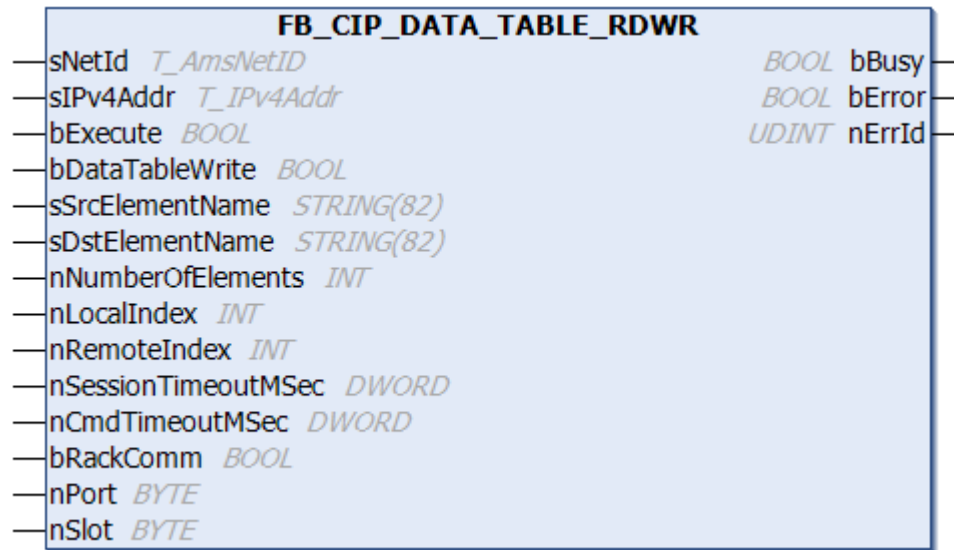 FB_CIP_DATA_TABLE_RDWR
sNetId T_AmsNetID BOOL bBusy
sIPv4Addr T_IPv4Addr BOOL bError
bExecute BOOL UDINT nErrId
bDataTableWrite BOOL
sSrcElementName STRING(82)
sDstElementName STRING(82)
nNumberOfElements INT
nLocalIndex INT
nRemoteIndex INT
nSessionTimeoutMSec DWORD
nCmdTimeoutMSec DWORD
bRackComm BOOL
nPort BYTE
nSlot BYTE